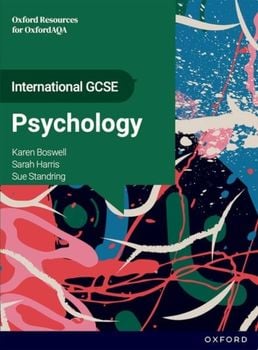 Oxford Resources
for OxfordAQA
International GCSE
Psychology
Karen Boswell
Sarah Harris
Sue Standring
OXFORD